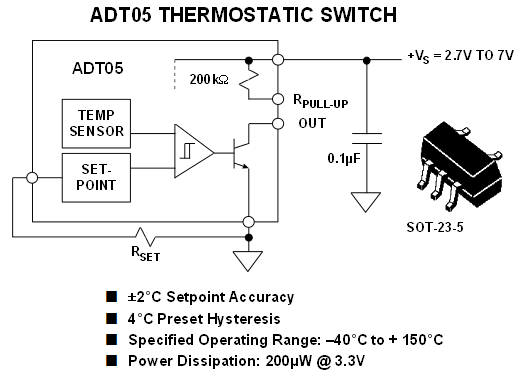 ADT05 THERMOSTATIC SWITCH
ADT05
200kΩ
+VS = 2.7V TO 7V
RPULL-UP
OUT
TEMP
SENSOR
SET-
POINT
0.1µF
RSET
SOT-23-5
■ ±2°C Setpoint Accuracy
■ 4°C Preset Hysteresis
■ Specified Operating Range: –40°C to + 150°C
■ Power Dissipation: 200µW @ 3.3V